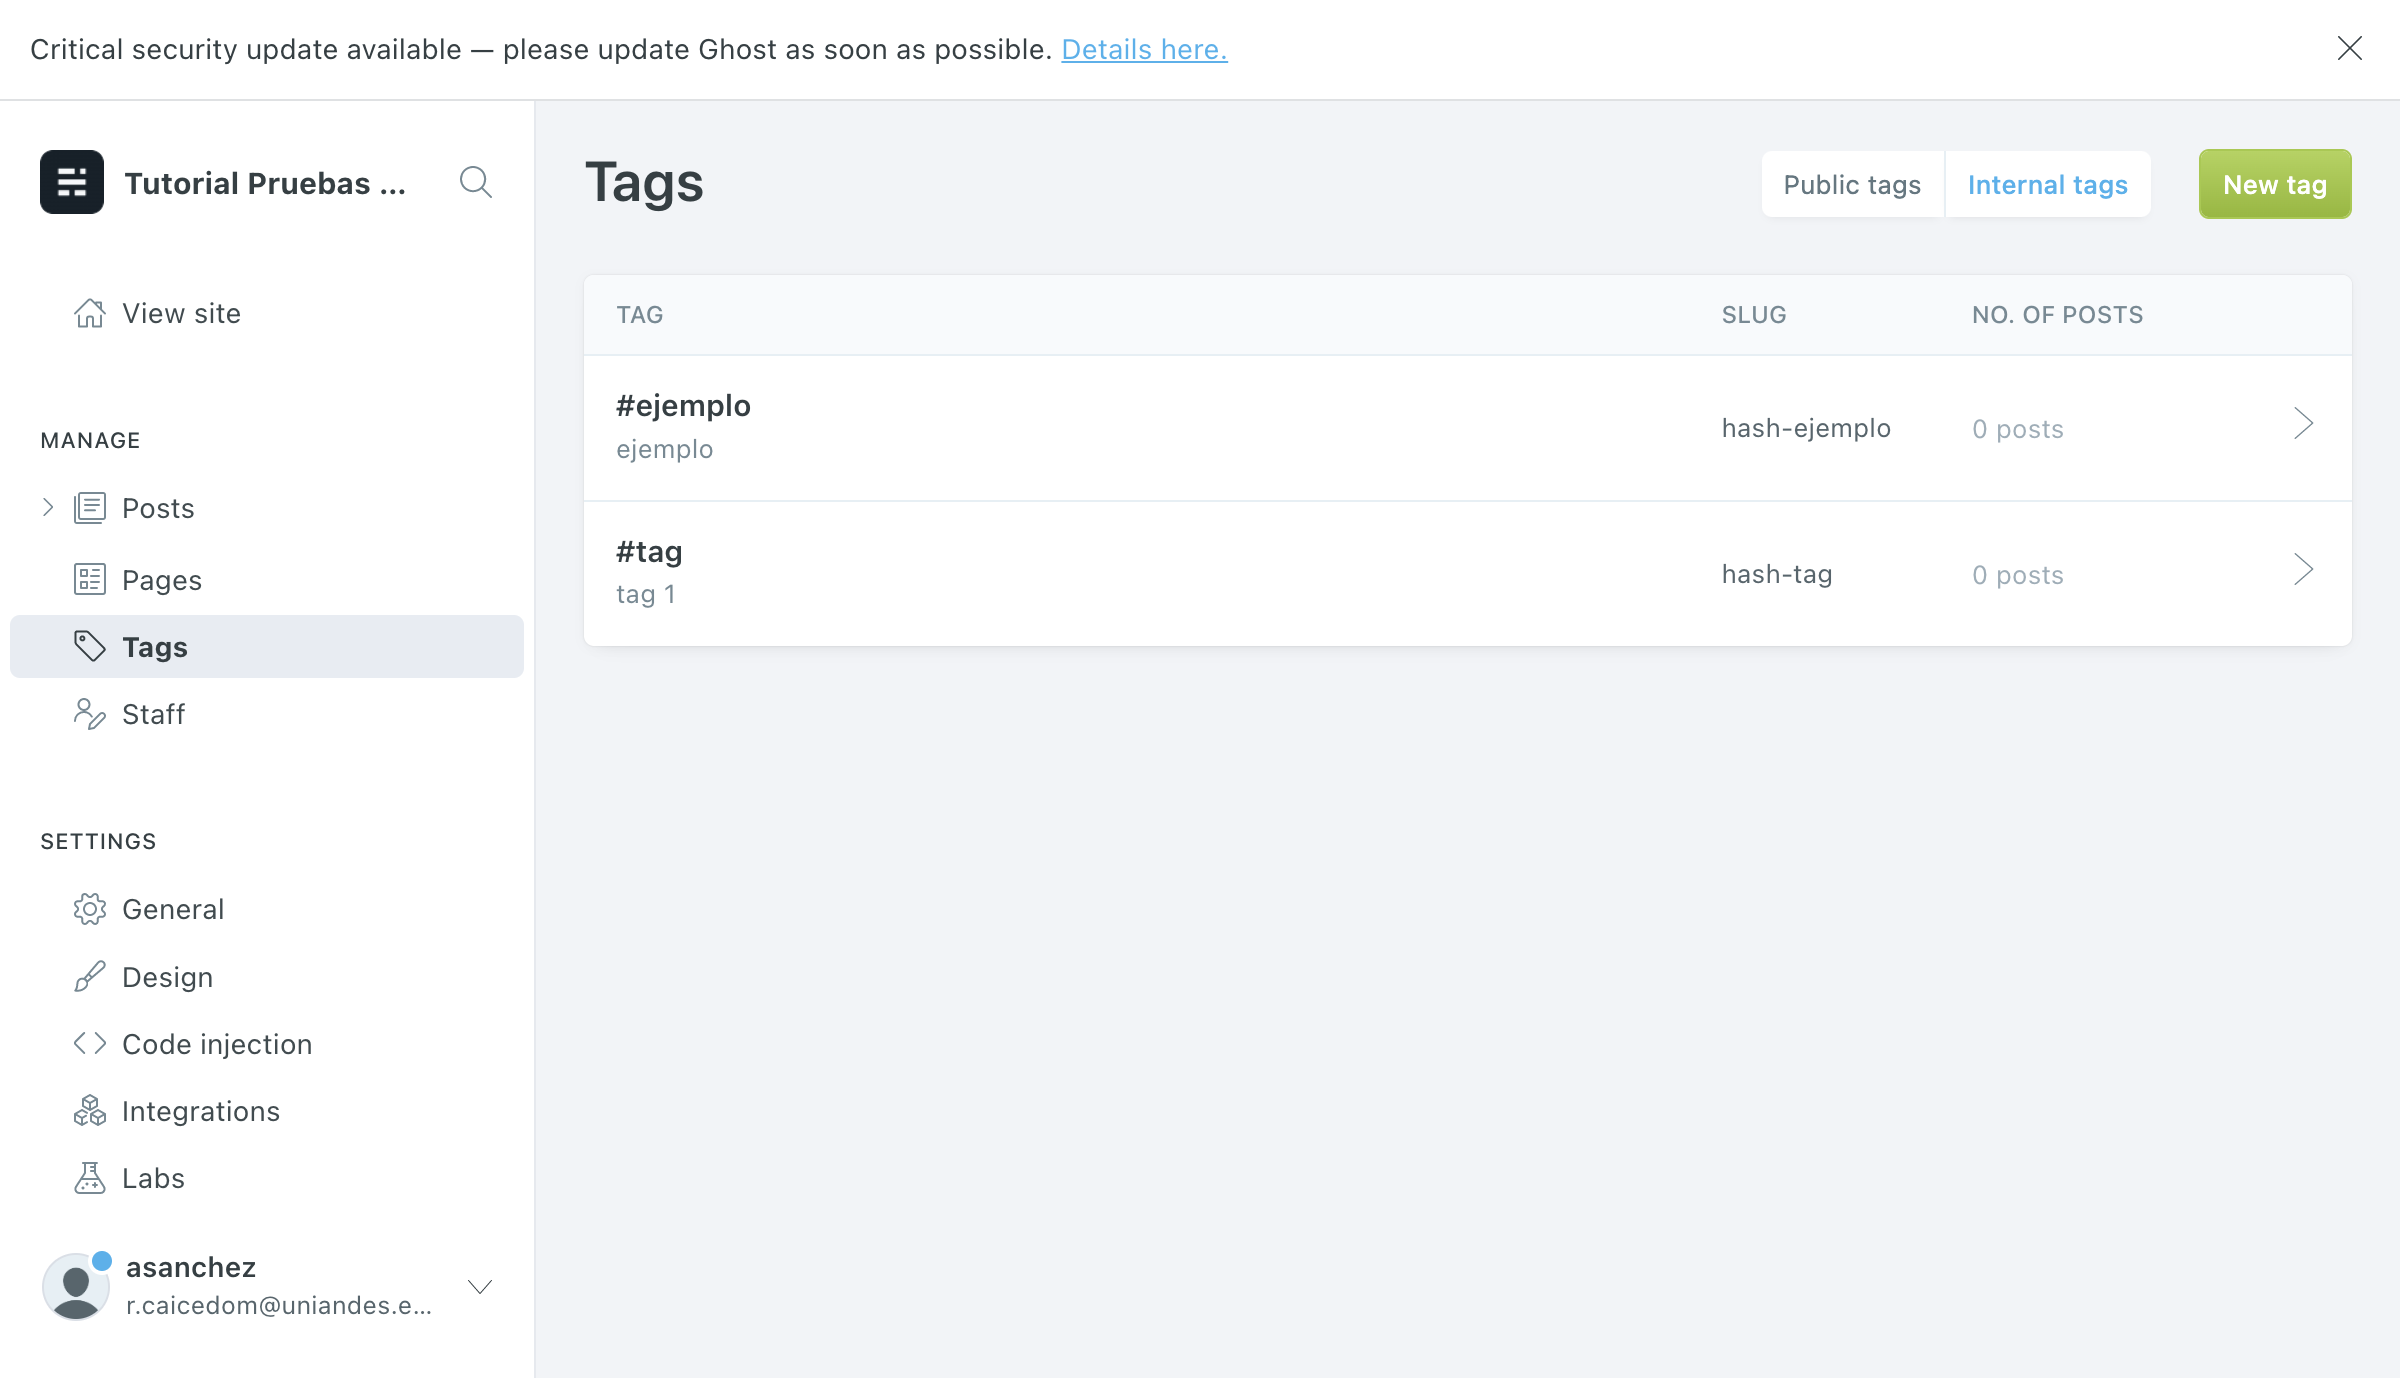 Critical security update available — please update Ghost as soon as possible. Details here.
Tutorial Pruebas ...
View site
MANAGE
Posts
Pages
Tags
Staff
SETTINGS
General
Design
Code injection
Integrations
Labs
asanchez
r.caicedom@uniandes.e...
Tags
Public tags
Internal tags
New tag
TAG SLUG NO. OF POSTS
#ejemplo
ejemplo
hash-ejemplo
0 posts
#tag
tag 1
hash-tag
0 posts